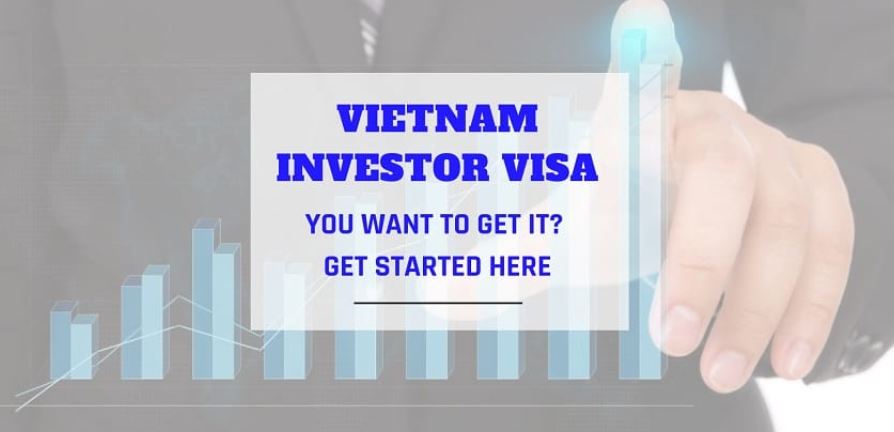 VIETNAM
INVESTOR VISA
YOU WANT TO GET IT?
GET STARTED HERE